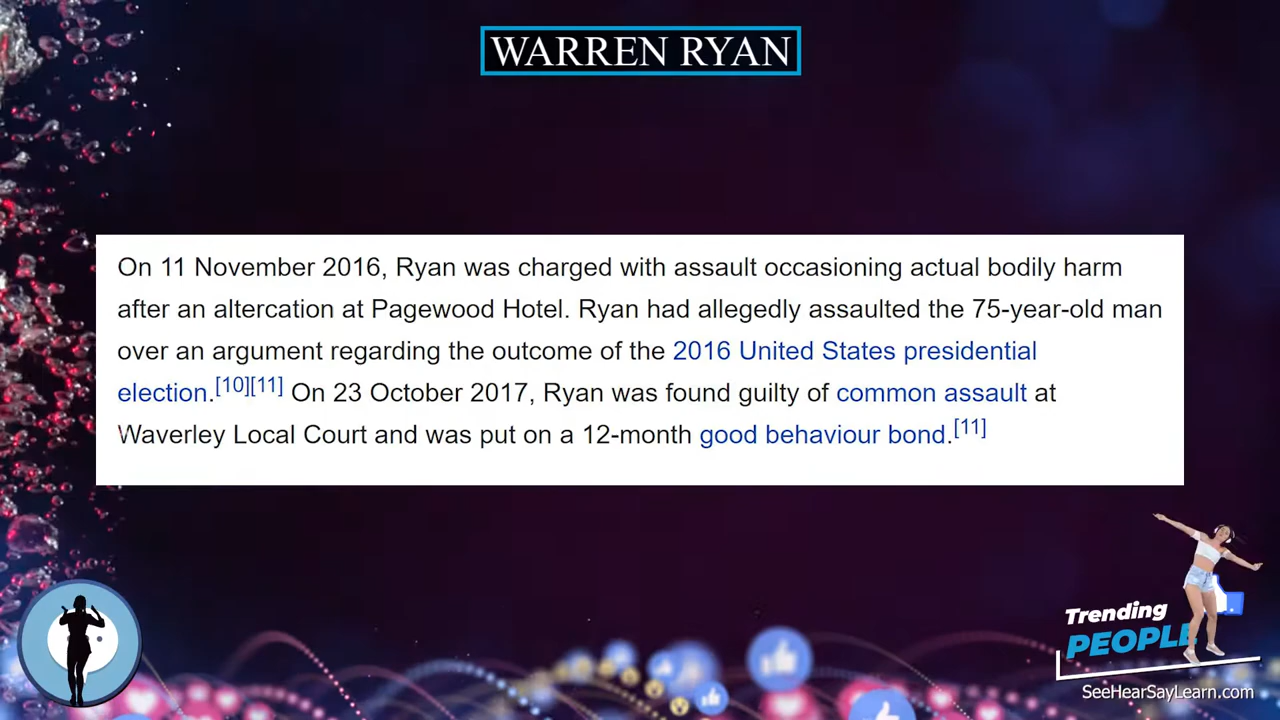 WARREN RYAN
On 11 November 2016, Ryan was charged with assault occasioning actual bodily harm
after an altercation at Pagewood Hotel. Ryan had allegedly assaulted the 75-year-old man
over an argument regarding the outcome of the 2016 United States presidential
election.[10][11] On 23 October 2017, Ryan was found guilty of common assault at
Waverley Local Court and was put on a 12-month good behaviour bond.[11]
Trending
PEOPLE
SeeHearSayLearn.com